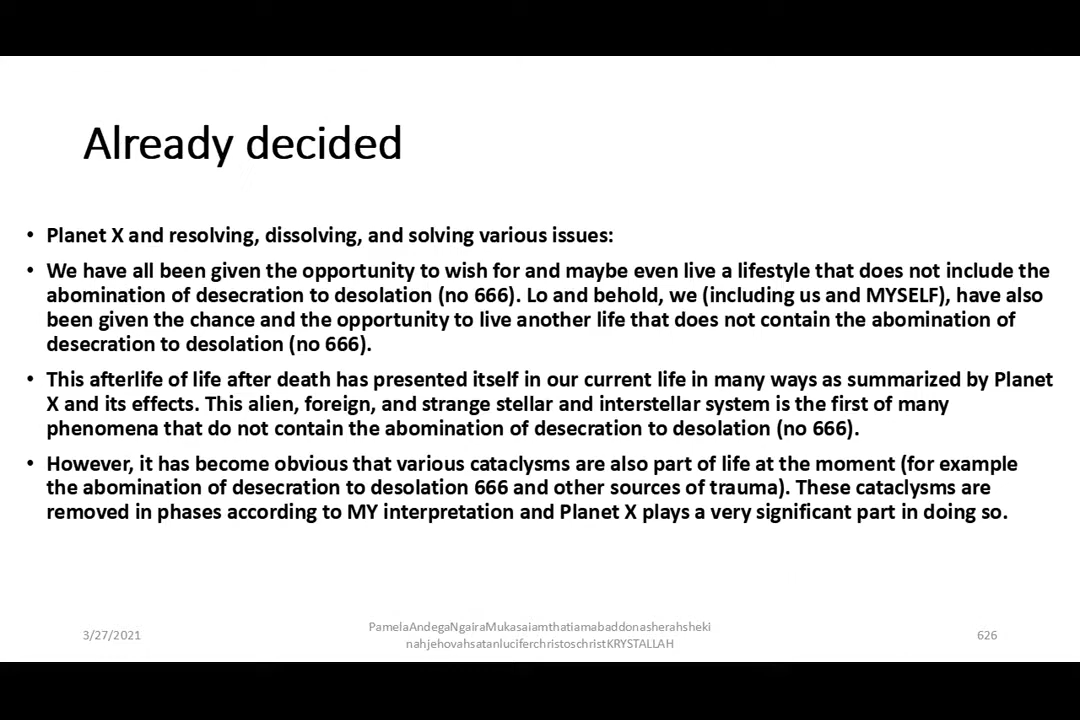 Already decided
• Planet X and resolving, dissolving, and solving various issues:
• We have all been given the opportunity to wish for and maybe even live a lifestyle that does not include the
abomination of desecration to desolation (no 666). Lo and behold, we (including us and MYSELF), have also
been given the chance and the opportunity to live another life that does not contain the abomination of
desecration to desolation (no 666).
• This afterlife of life after death has presented itself in our current life in many ways as summarized by Planet
X and its effects. This alien, foreign, and strange stellar and interstellar system is the first of many
phenomena that do not contain the abomination of desecration to desolation (no 666).
• However, it has become obvious that various cataclysms are also part of life at the moment (for example
the abomination of desecration to desolation 666 and other sources of trauma). These cataclysms are
removed in phases according to MY interpretation and Planet X plays a very significant part in doing so.
3/27/2021
PamelaAndegaNgairaMukasaiamthatiamabaddonasherahsheki
nahjehovahsatanluciferchristoschristKRYSTALLAH
626